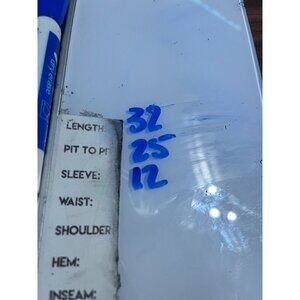 LENGTH: 32
PIT TO PIT 25
SLEEVE: 12
WAIST:
SHOULDER
HEM:
INSEAM: